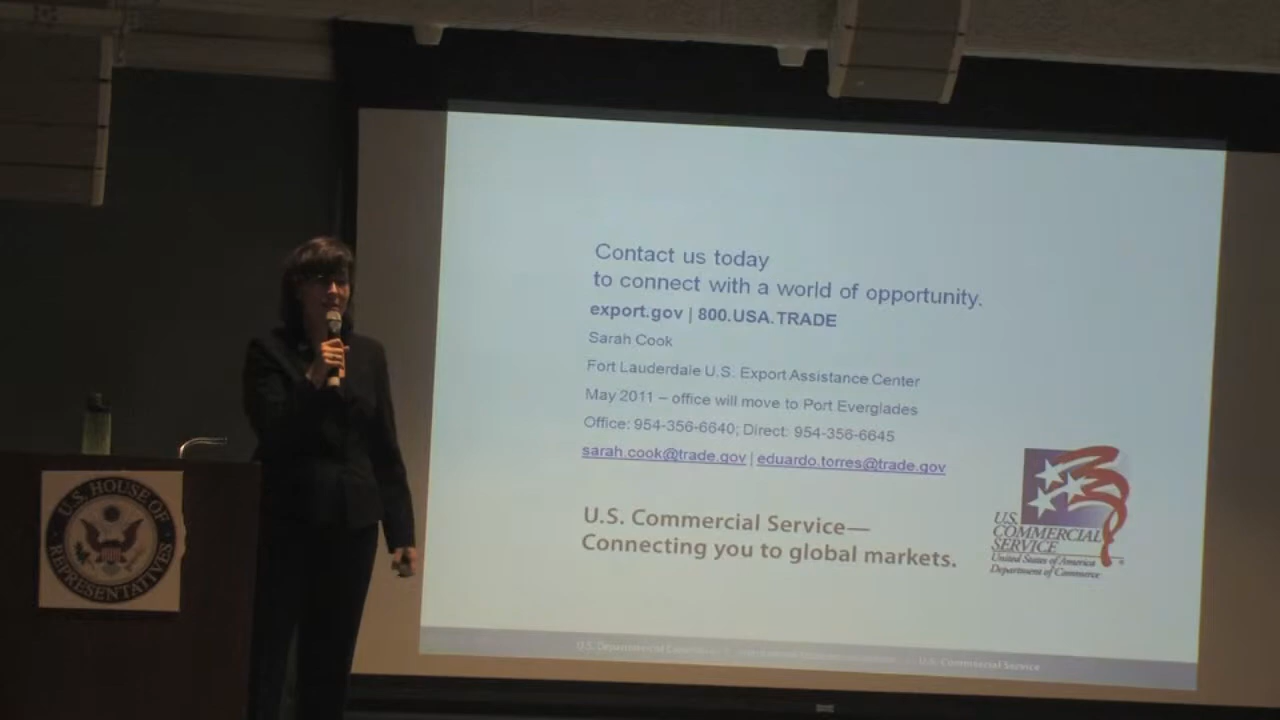 Contact us today
to connect with a world of opportunity.
export.gov | 800.USA.TRADE
Sarah Cook
Fort Lauderdale U.S. Export Assistance Center
May 2011 – office will move to Port Everglades
Office: 954-356-6640; Direct: 954-356-6645
sarah.cook@trade.gov | eduardo.torres@trade.gov
U.S. Commercial Service—
Connecting you to global markets.
U.S.
COMMERCIAL
SERVICE
United States of America
Department of Commerce
U.S. Commercial Service
U.S. HOUSE OF
REPRESENTATIVES